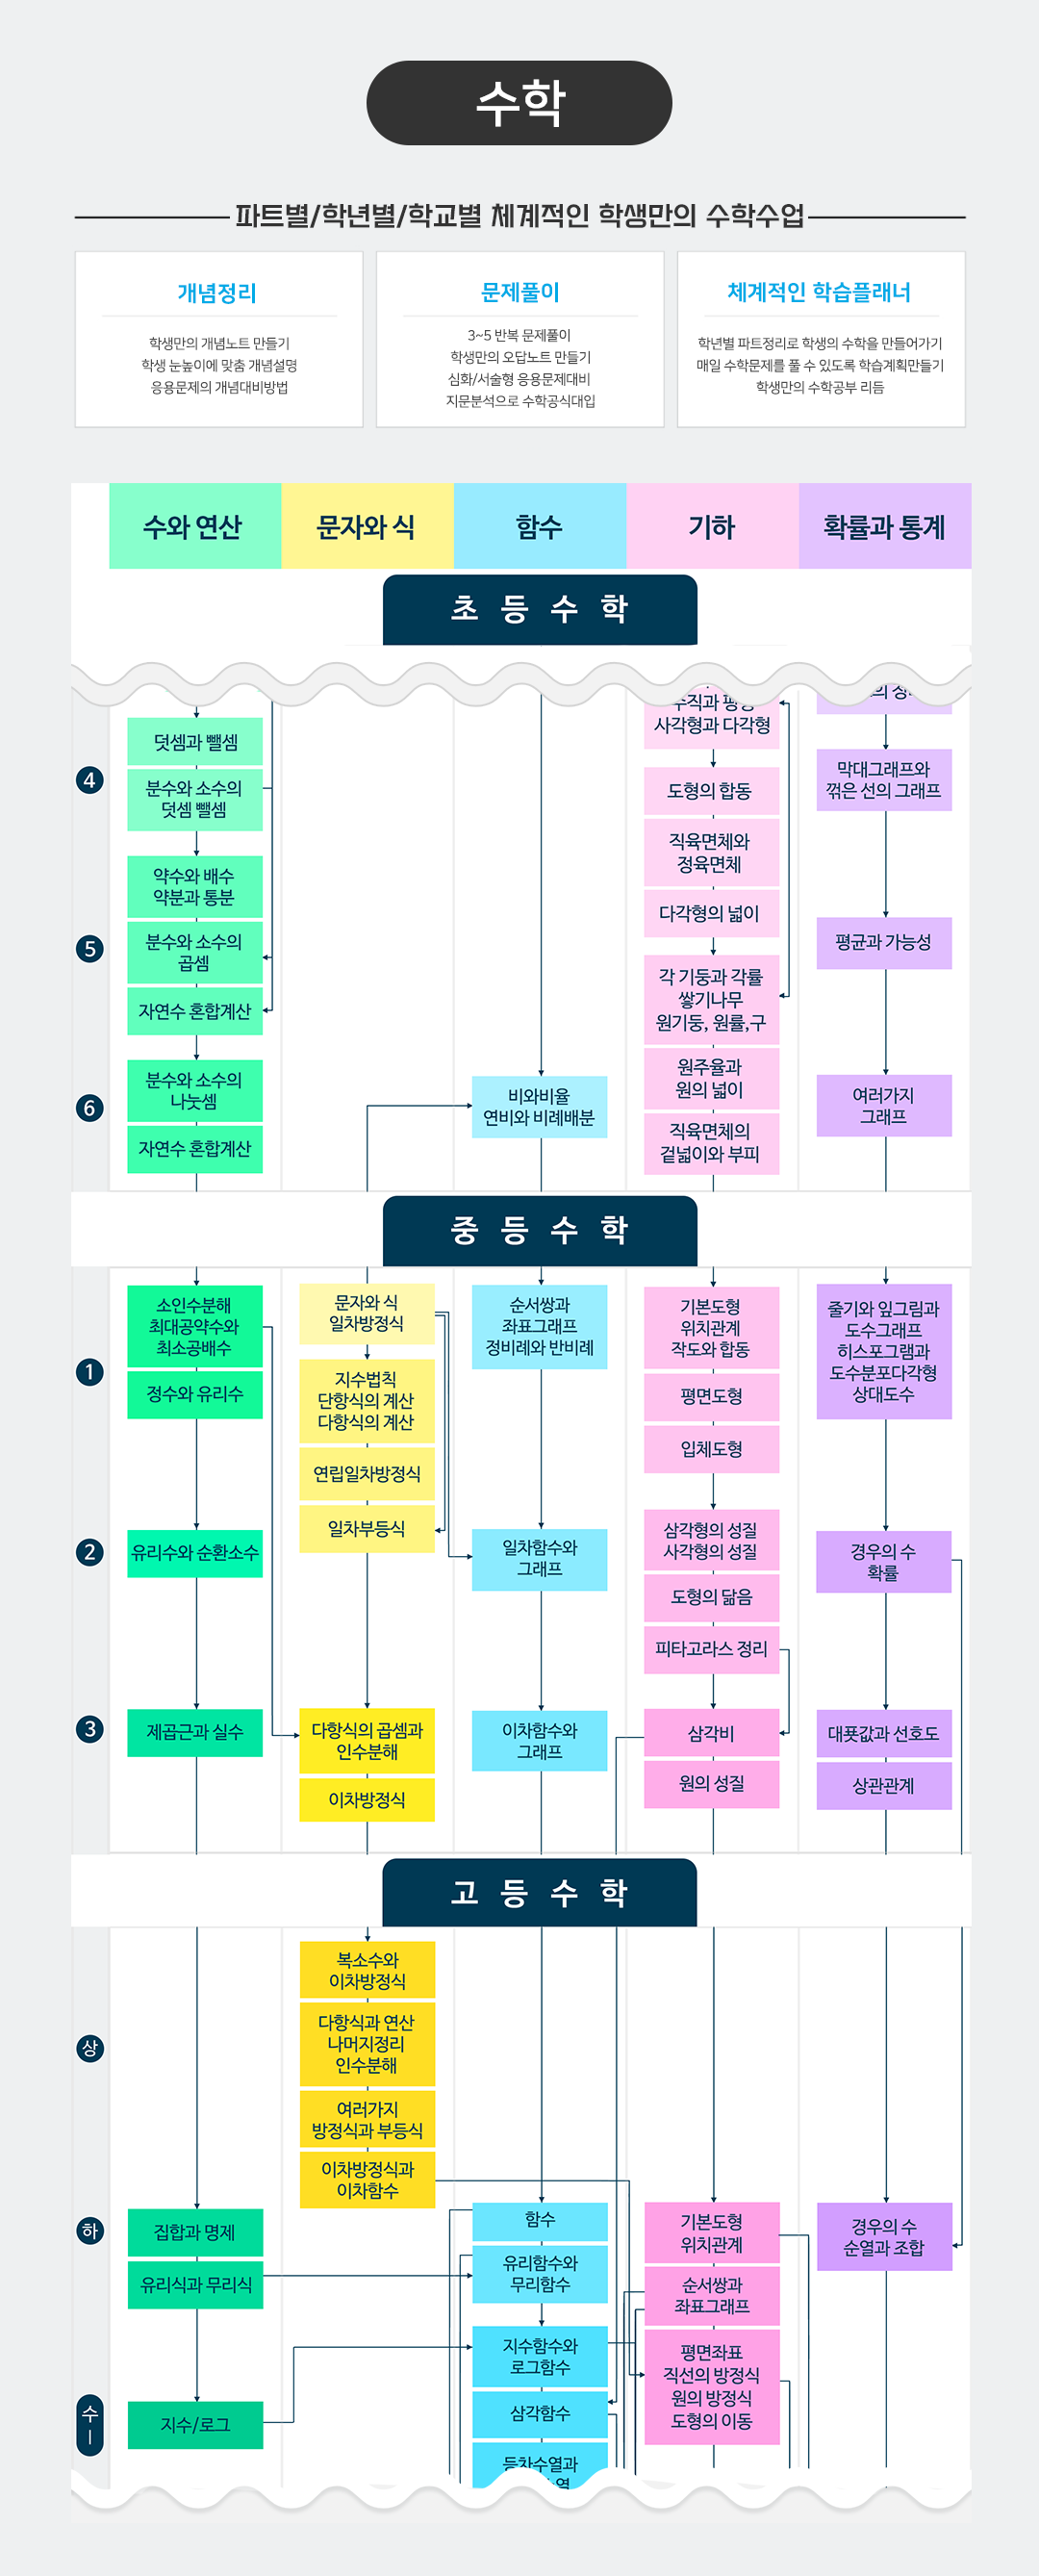 수학
파트별/학년별/학교별 체계적인 학생만의 수학수업
개념정리
학생만의 개념노트 만들기
학생 눈높이에 맞춤 개념설명
응용문제의 개념대비방법
문제풀이
3~5 반복 문제풀이
학생만의 오답노트 만들기
심화/서술형 응용문제대비
지문분석으로 수학공식대입
체계적인 학습플래너
학년별 파트정리로 학생의 수학을 만들어가기
매일 수학문제를 풀 수 있도록 학습계획만들기
학생만의 수학공부 리듬
수와 연산
문자와 식
함수
기하
확률과 통계
초등수학
4
덧셈과 뺄셈
분수와 소수의
덧셈 뺄셈
사각형과 다각형
도형의 합동
직육면체와
정육면체
막대그래프와
꺾은 선의 그래프
5
약수와 배수
약분과 통분
분수와 소수의
곱셈
자연수 혼합계산
다각형의 넓이
각 기둥과 각률
쌓기나무
원기둥, 원률,구
평균과 가능성
6
분수와 소수의
나눗셈
자연수 혼합계산
비와비율
연비와 비례배분
원주율과
원의 넓이
직육면체의
겉넓이와 부피
여러가지
그래프
중등수학
1
소인수분해
최대공약수와
최소공배수
정수와 유리수
문자와 식
일차방정식
지수법칙
단항식의 계산
다항식의 계산
연립일차방정식
일차부등식
순서쌍과
좌표그래프
정비례와 반비례
기본도형
위치관계
작도와 합동
평면도형
입체도형
줄기와 잎그림과
도수그래프
히스포그램과
도수분포다각형
상대도수
2
유리수와 순환소수
일차함수와
그래프
삼각형의 성질
사각형의 성질
도형의 닮음
피타고라스 정리
경우의 수
확률
3
제곱근과 실수
다항식의 곱셈과
인수분해
이차방정식
이차함수와
그래프
삼각비
원의 성질
대푯값과 선호도
상관관계
고등수학
상
복소수와
이차방정식
다항식과 연산
나머지정리
인수분해
여러가지
방정식과 부등식
이차방정식과
이차함수
하
집합과 명제
유리식과 무리식
함수
유리함수와
무리함수
기본도형
위치관계
순서쌍과
좌표그래프
경우의 수
순열과 조합
수
ㅣ
지수/로그
지수함수와
로그함수
삼각함수
등차수열과
평면좌표
직선의 방정식
원의 방정식
도형의 이동